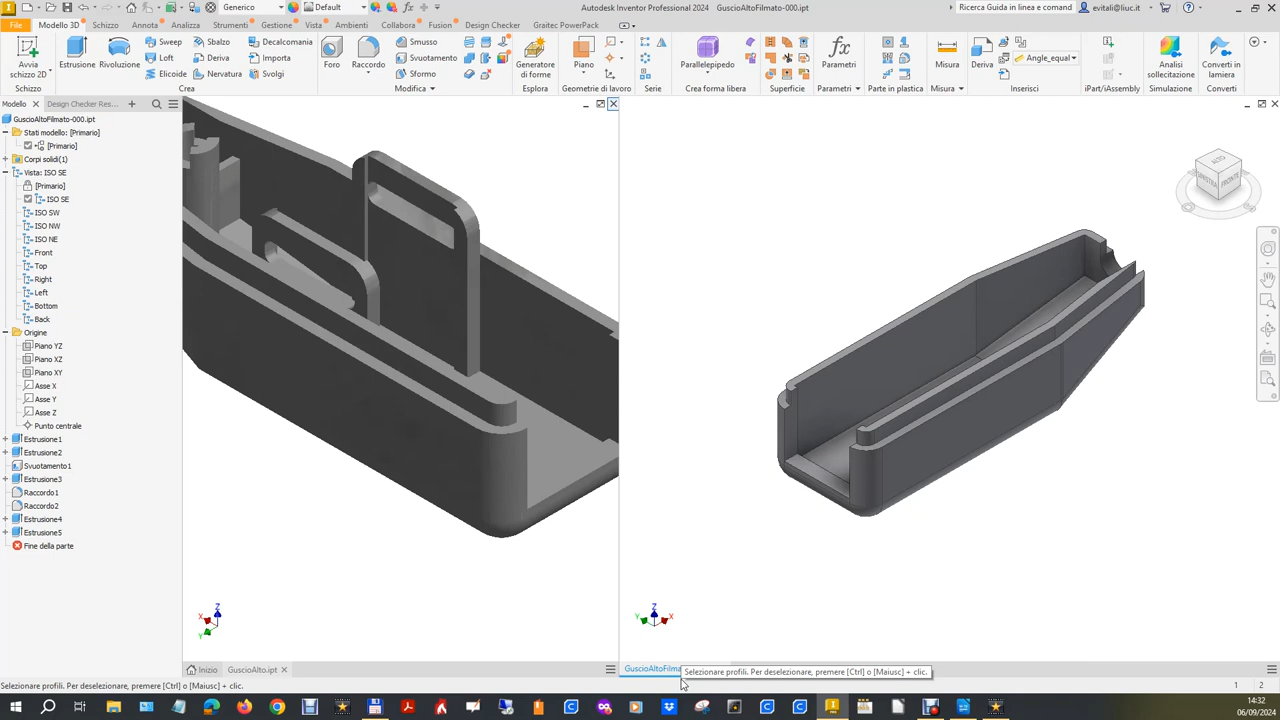 Generico
Default
Autodesk Inventor Professional 2024 GuscioAltoFilmato-000.ipt
Ricerca Guida in linea e comand
evitali@liuc.it
File Modello 3D Schizzo Annota Analizza Strumenti Gestione Vista Ambienti Collabora Fusion Design Checker Graitec PowerPack
Avvia
schizzo 2D
Estrusione
Rivoluzione
Sweep
Loft
Elicoide
Sbalzo
Deriva
Nervatura
Decalcomania
Importa
Svolgi
Foro
Raccordo
Smusso
Svuotamento
Sformo
Generatore
di forme
Piano
Parallelepipedo
Parametri
Misura
Deriva
Angle_equal
Analisi
sollecitazione
Converti in
lamiera
Schizzo
Crea
Modifica
Esplora
Geometrie di lavoro
Serie
Crea forma libera
Superficie
Parametri
Parte in plastica
Misura
Inserisci
iPart/iAssembly
Simulazione
Converti
Modello
Design Checker Res
GuscioAltoFilmato-000.ipt
Stati modello: [Primario]
[Primario]
Corpi solidi(1)
Vista: ISO SE
[Primario]
ISO SE
ISO SW
ISO NW
ISO NE
Front
Top
Right
Left
Bottom
Back
Origine
Piano YZ
Piano XZ
Piano XY
Asse X
Asse Y
Asse Z
Punto centrale
Estrusione1
Estrusione2
Svuotamento1
Estrusione3
Raccordo1
Raccordo2
Estrusione4
Estrusione5
Fine della parte
ALTO
SINISTRA
FRONTE
Z
X
Y
Z
Y
X
Inizio
GuscioAlto.ipt
GuscioAltoFilma
Selezionare profili. Per deselezionare, premere [Ctrl] o [Maiusc] + clic.
Selezionare profili. Per deselezionare, premere [Ctrl] o [Maiusc] + clic.
1 2
14:32
06/09/2024